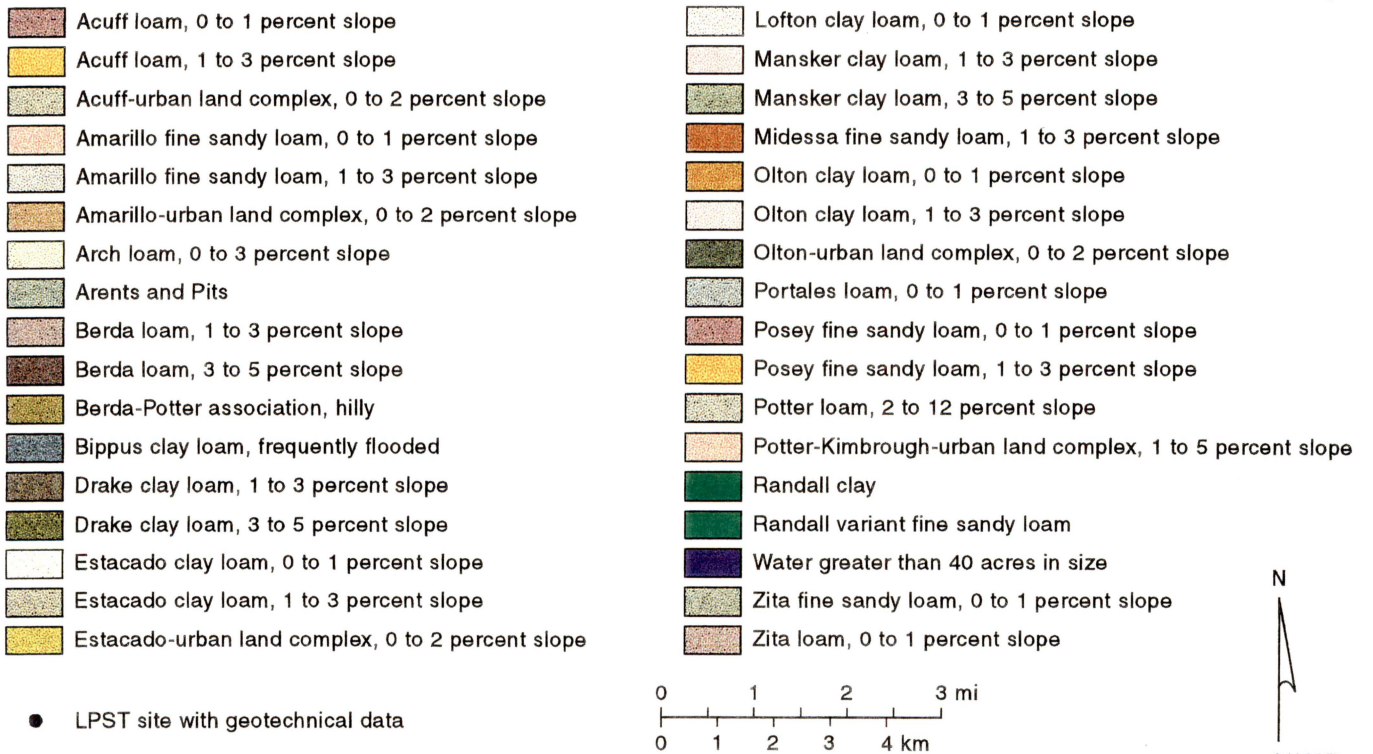 Acuff loam, 0 to 1 percent slope
Acuff loam, 1 to 3 percent slope
Acuff-urban land complex, 0 to 2 percent slope
Amarillo fine sandy loam, 0 to 1 percent slope
Amarillo fine sandy loam, 1 to 3 percent slope
Amarillo-urban land complex, 0 to 2 percent slope
Arch loam, 0 to 3 percent slope
Arents and Pits
Berda loam, 1 to 3 percent slope
Berda loam, 3 to 5 percent slope
Berda-Potter association, hilly
Bippus clay loam, frequently flooded
Drake clay loam, 1 to 3 percent slope
Drake clay loam, 3 to 5 percent slope
Estacado clay loam, 0 to 1 percent slope
Estacado clay loam, 1 to 3 percent slope
Estacado-urban land complex, 0 to 2 percent slope
LPST site with geotechnical data
Lofton clay loam, 0 to 1 percent slope
Mansker clay loam, 1 to 3 percent slope
Mansker clay loam, 3 to 5 percent slope
Midessa fine sandy loam, 1 to 3 percent slope
Olton clay loam, 0 to 1 percent slope
Olton clay loam, 1 to 3 percent slope
Olton-urban land complex, 0 to 2 percent slope
Portales loam, 0 to 1 percent slope
Posey fine sandy loam, 0 to 1 percent slope
Posey fine sandy loam, 1 to 3 percent slope
Potter loam, 2 to 12 percent slope
Potter-Kimbrough-urban land complex, 1 to 5 percent slope
Randall clay
Randall variant fine sandy loam
Water greater than 40 acres in size
Zita fine sandy loam, 0 to 1 percent slope
Zita loam, 0 to 1 percent slope
0 1 2 3 mi
0 1 2 3 4 km
N